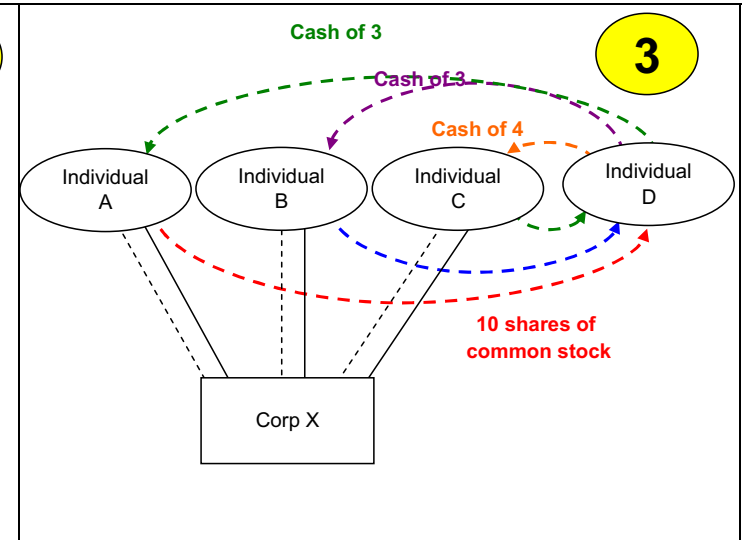 Cash of 3
3
Cash of 3
Cash of 4
Individual
A
Individual
B
Individual
C
Individual
D
10 shares of
common stock
Corp X